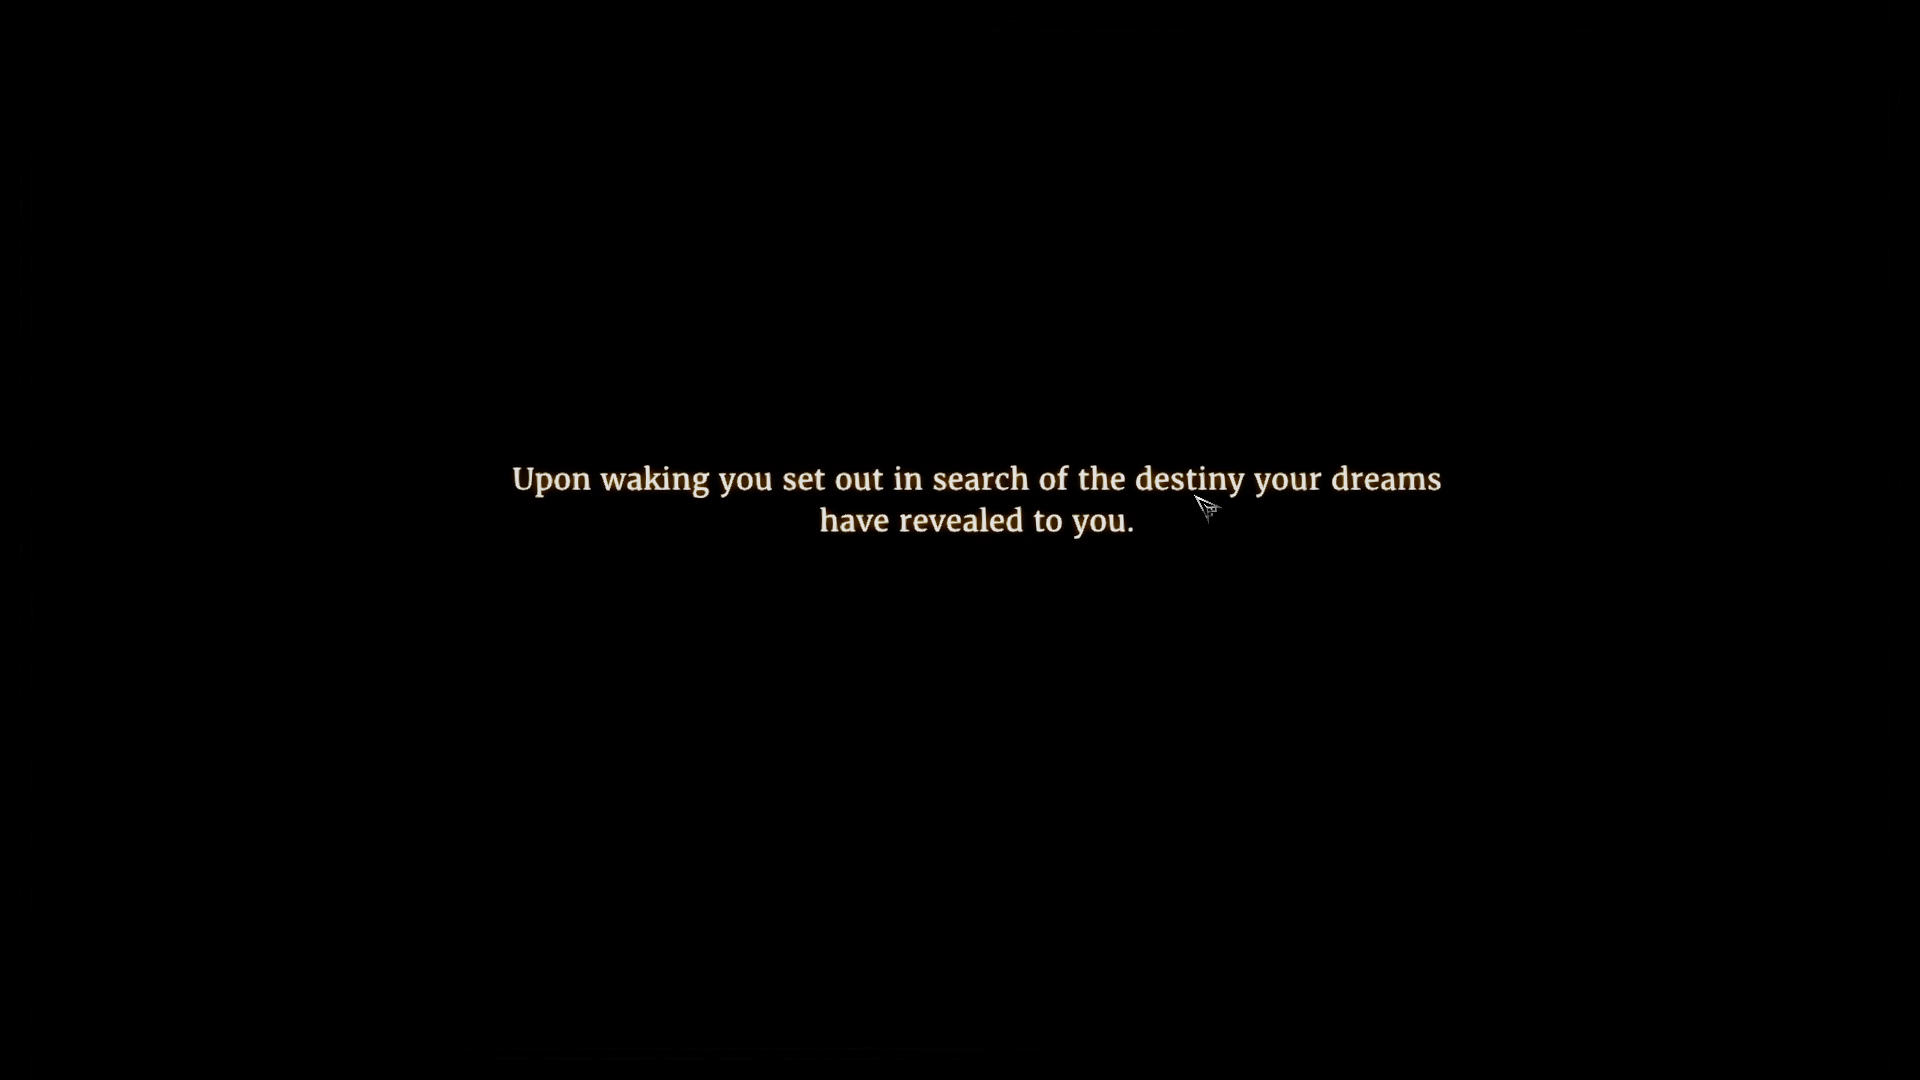 Upon waking you set out in search of the destiny your dreams
have revealed to you.